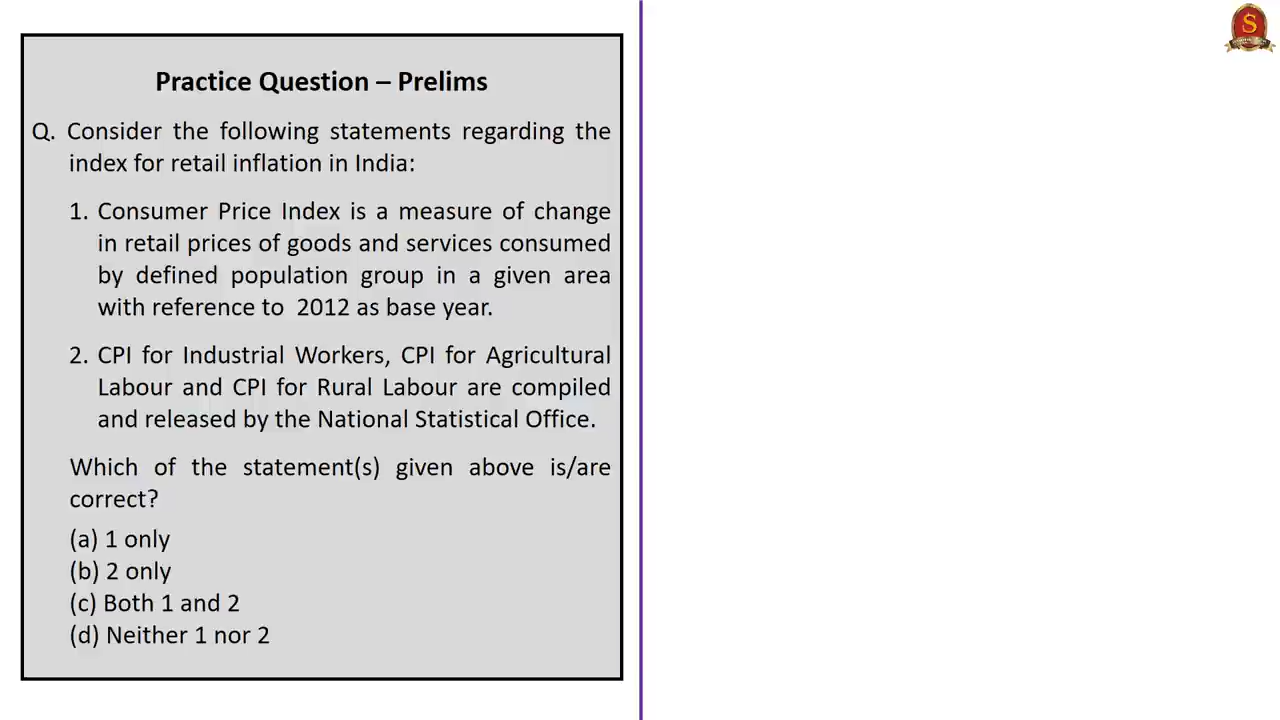 Practice Question – Prelims
Q. Consider the following statements regarding the
index for retail inflation in India:
1. Consumer Price Index is a measure of change
in retail prices of goods and services consumed
by defined population group in a given area
with reference to 2012 as base year.
2. CPI for Industrial Workers, CPI for Agricultural
Labour and CPI for Rural Labour are compiled
and released by the National Statistical Office.
Which of the statement(s) given above is/are
correct?
(a) 1 only
(b) 2 only
(c) Both 1 and 2
(d) Neither 1 nor 2
S